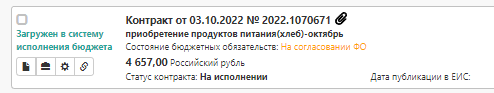 Контракт от 03.10.2022 № 2022.1070671
Загружен в систему
исполнения бюджета
приобретение продуктов питания(хлеб)-октябрь
Состояние бюджетных обязательств: На согласовании ФО
4 657,00 Российский рубль
Статус контракта: На исполнении
Дата публикации в ЕИС: